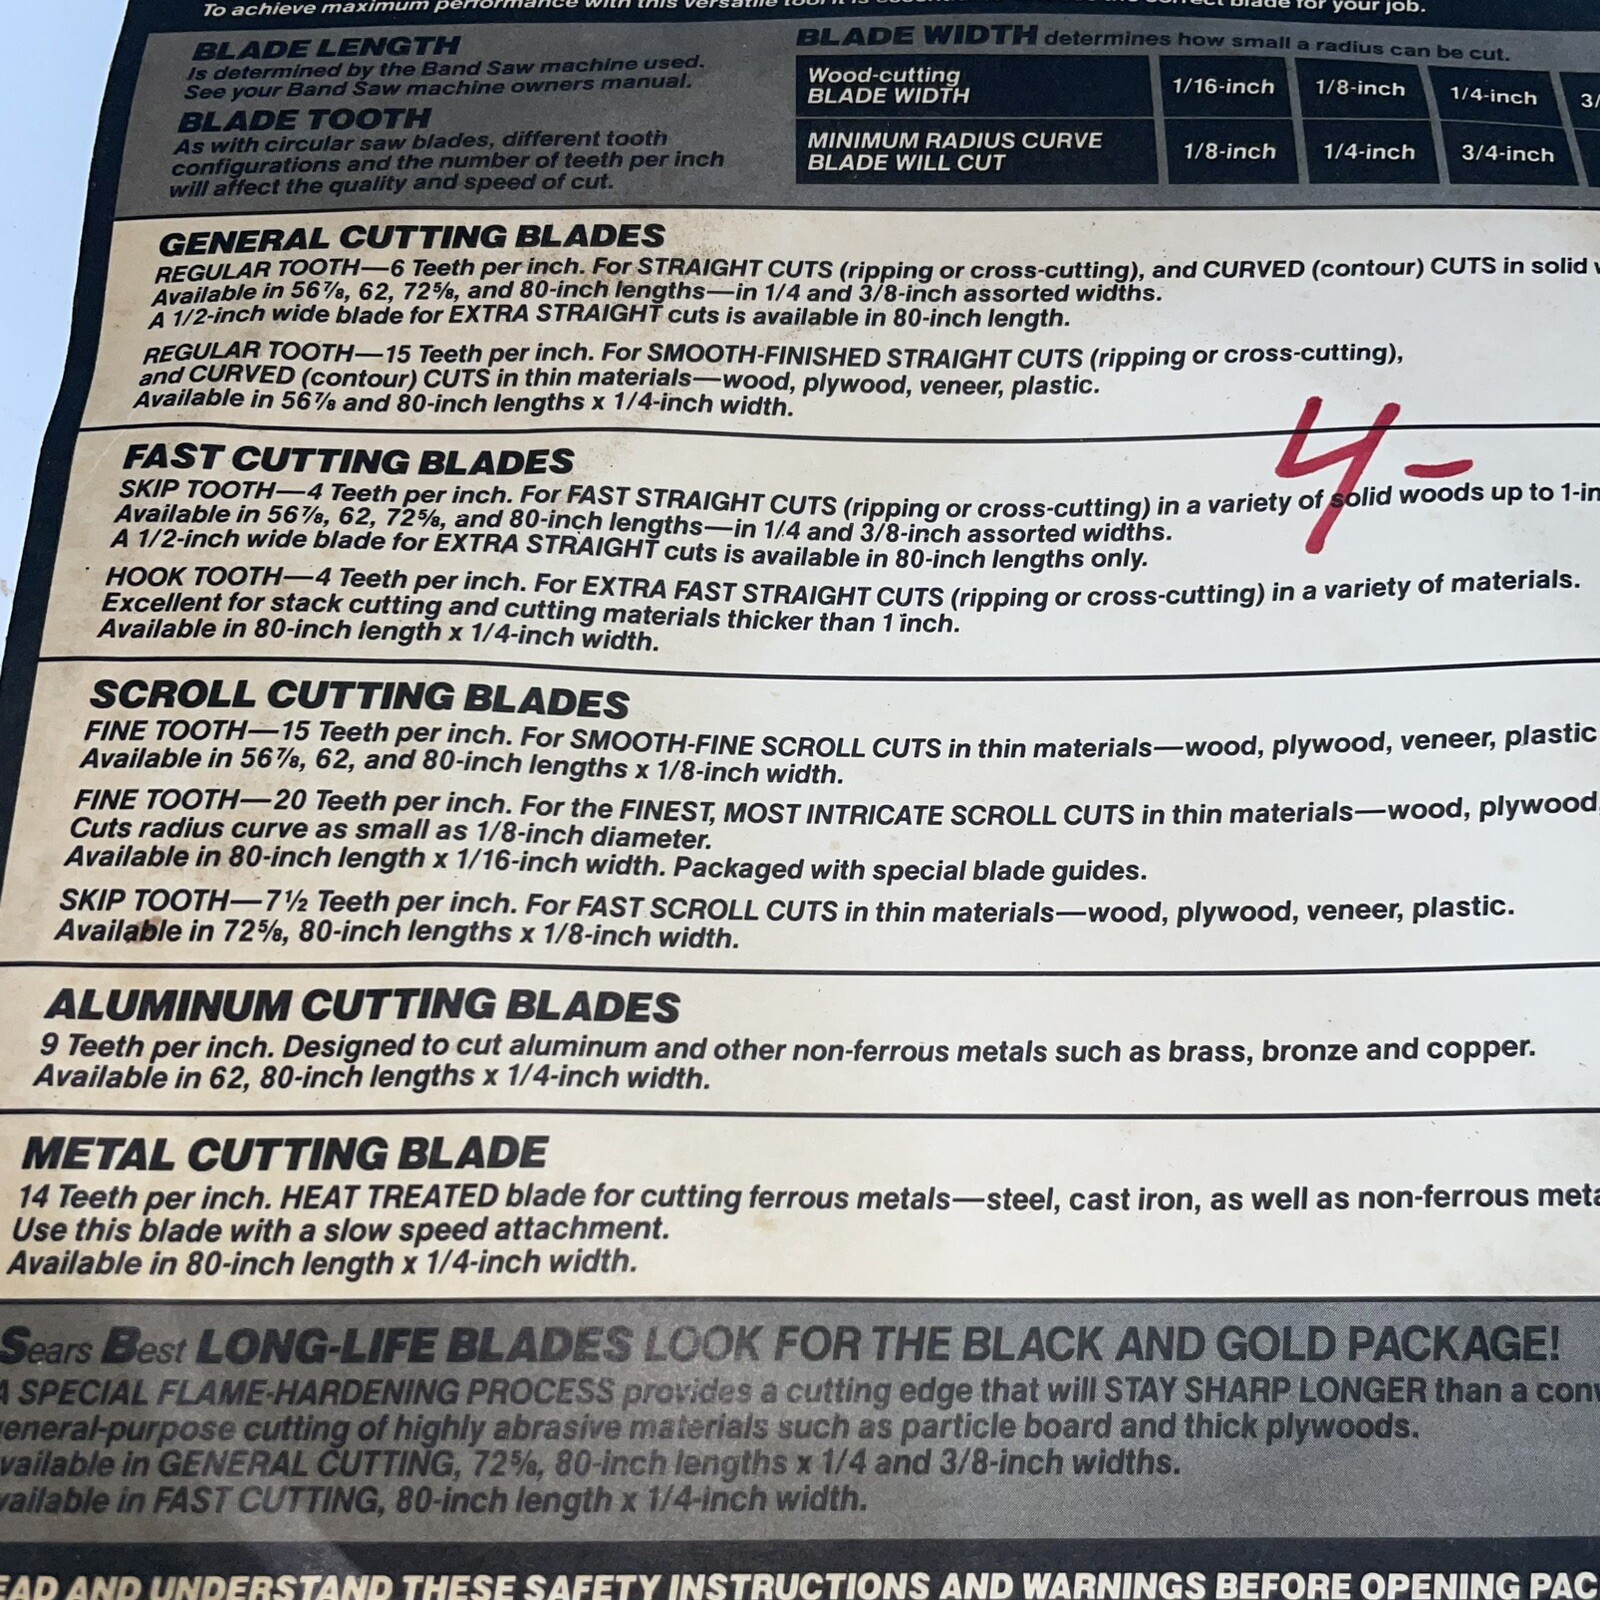 To achieve maximum performance with this versatile tool it is correct blade for your job.
BLADE LENGTH
Is determined by the Band Saw machine used.
See your Band Saw machine owners manual.
BLADE TOOTH
As with circular saw blades, different tooth
configurations and the number of teeth per inch
will affect the quality and speed of cut.
BLADE WIDTH determines how small a radius can be cut.
Wood-cutting
BLADE WIDTH
1/16-inch 1/8-inch 1/4-inch 3/
MINIMUM RADIUS CURVE
BLADE WILL CUT
1/8-inch 1/4-inch 3/4-inch
GENERAL CUTTING BLADES
REGULAR TOOTH—6 Teeth per inch. For STRAIGHT CUTS (ripping or cross-cutting), and CURVED (contour) CUTS in solid
Available in 56⅞, 62, 72⅝, and 80-inch lengths—in 1/4 and 3/8-inch assorted widths.
A 1/2-inch wide blade for EXTRA STRAIGHT cuts is available in 80-inch length.
REGULAR TOOTH—15 Teeth per inch. For SMOOTH-FINISHED STRAIGHT CUTS (ripping or cross-cutting),
and CURVED (contour) CUTS in thin materials—wood, plywood, veneer, plastic.
Available in 56⅞ and 80-inch lengths x 1/4-inch width.
4-
FAST CUTTING BLADES
SKIP TOOTH—4 Teeth per inch. For FAST STRAIGHT CUTS (ripping or cross-cutting) in a variety of solid woods up to 1-in
Available in 56⅞, 62, 72⅝, and 80-inch lengths—in 1/4 and 3/8-inch assorted widths.
A 1/2-inch wide blade for EXTRA STRAIGHT cuts is available in 80-inch lengths only.
HOOK TOOTH—4 Teeth per inch. For EXTRA FAST STRAIGHT CUTS (ripping or cross-cutting) in a variety of materials.
Excellent for stack cutting and cutting materials thicker than 1 inch.
Available in 80-inch length x 1/4-inch width.
SCROLL CUTTING BLADES
FINE TOOTH—15 Teeth per inch. For SMOOTH-FINE SCROLL CUTS in thin materials—wood, plywood, veneer, plastic
Available in 56⅞, 62, and 80-inch lengths x 1/8-inch width.
FINE TOOTH—20 Teeth per inch. For the FINEST, MOST INTRICATE SCROLL CUTS in thin materials—wood, plywood,
Cuts radius curve as small as 1/8-inch diameter.
Available in 80-inch length x 1/16-inch width. Packaged with special blade guides.
SKIP TOOTH—7½ Teeth per inch. For FAST SCROLL CUTS in thin materials—wood, plywood, veneer, plastic.
Available in 72⅝, 80-inch lengths x 1/8-inch width.
ALUMINUM CUTTING BLADES
9 Teeth per inch. Designed to cut aluminum and other non-ferrous metals such as brass, bronze and copper.
Available in 62, 80-inch lengths x 1/4-inch width.
METAL CUTTING BLADE
14 Teeth per inch. HEAT TREATED blade for cutting ferrous metals—steel, cast iron, as well as non-ferrous meta
Use this blade with a slow speed attachment.
Available in 80-inch length x 1/4-inch width.
Sears Best LONG-LIFE BLADES LOOK FOR THE BLACK AND GOLD PACKAGE!
A SPECIAL FLAME-HARDENING PROCESS provides a cutting edge that will STAY SHARP LONGER than a conv
eneral-purpose cutting of highly abrasive materials such as particle board and thick plywoods.
vailable in GENERAL CUTTING, 72⅝, 80-inch lengths x 1/4 and 3/8-inch widths.
vailable in FAST CUTTING, 80-inch length x 1/4-inch width.
EAD AND UNDERSTAND THESE SAFETY INSTRUCTIONS AND WARNINGS BEFORE OPENING PAC